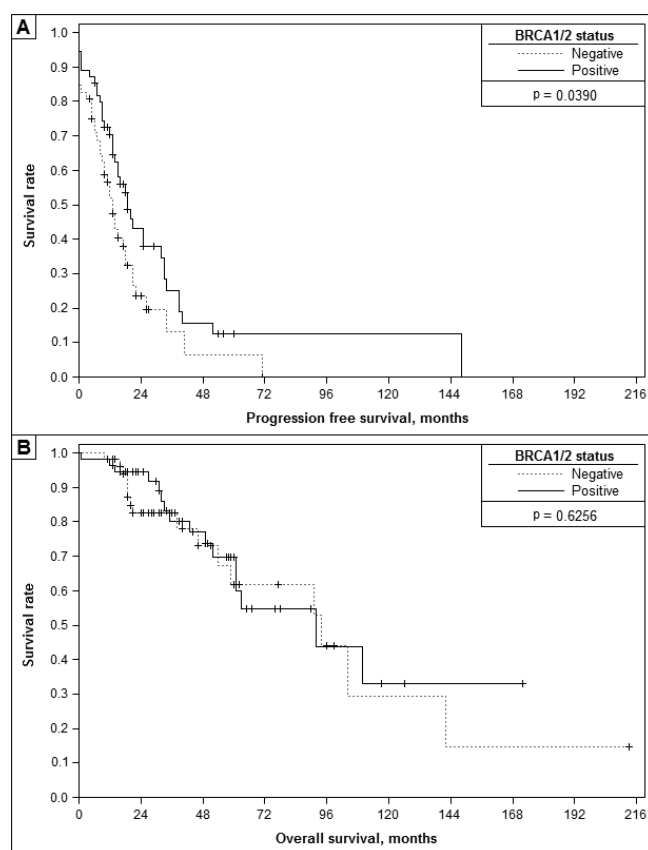 A
BRCA1/2 status
Negative
Positive
p = 0.0390
1.0
0.9
0.8
0.7
0.6
0.5
0.4
0.3
0.2
0.1
0.0
Survival rate
0 24 48 72 96 120 144 168 192 216
Progression free survival, months
B
BRCA1/2 status
Negative
Positive
p = 0.6256
1.0
0.9
0.8
0.7
0.6
0.5
0.4
0.3
0.2
0.1
0.0
Survival rate
0 24 48 72 96 120 144 168 192 216
Overall survival, months